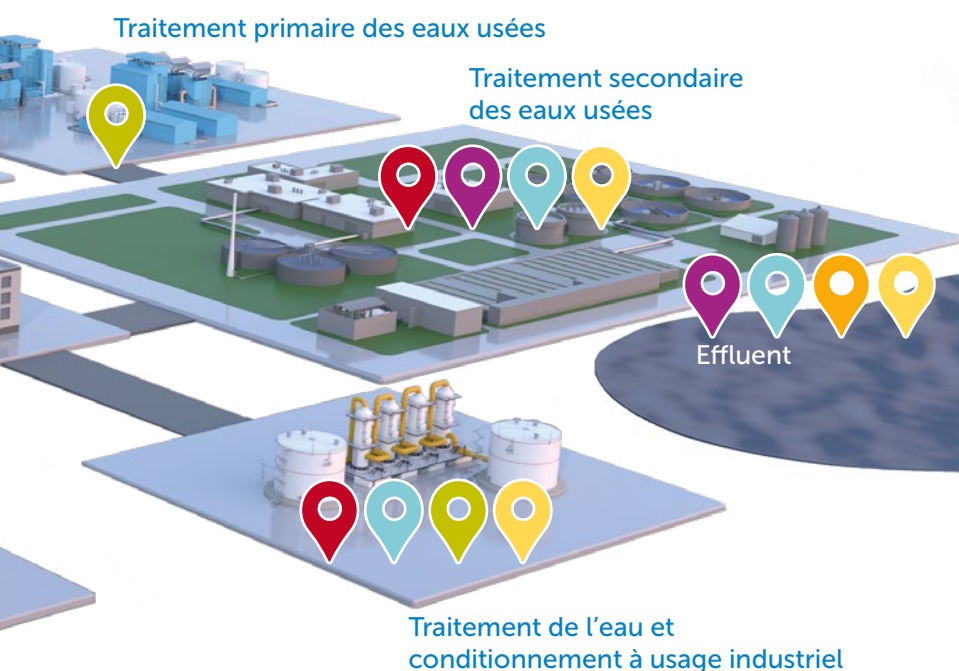 Traitement primaire des eaux usées
Traitement secondaire
des eaux usées
Effluent
Traitement de l’eau et
conditionnement à usage industriel